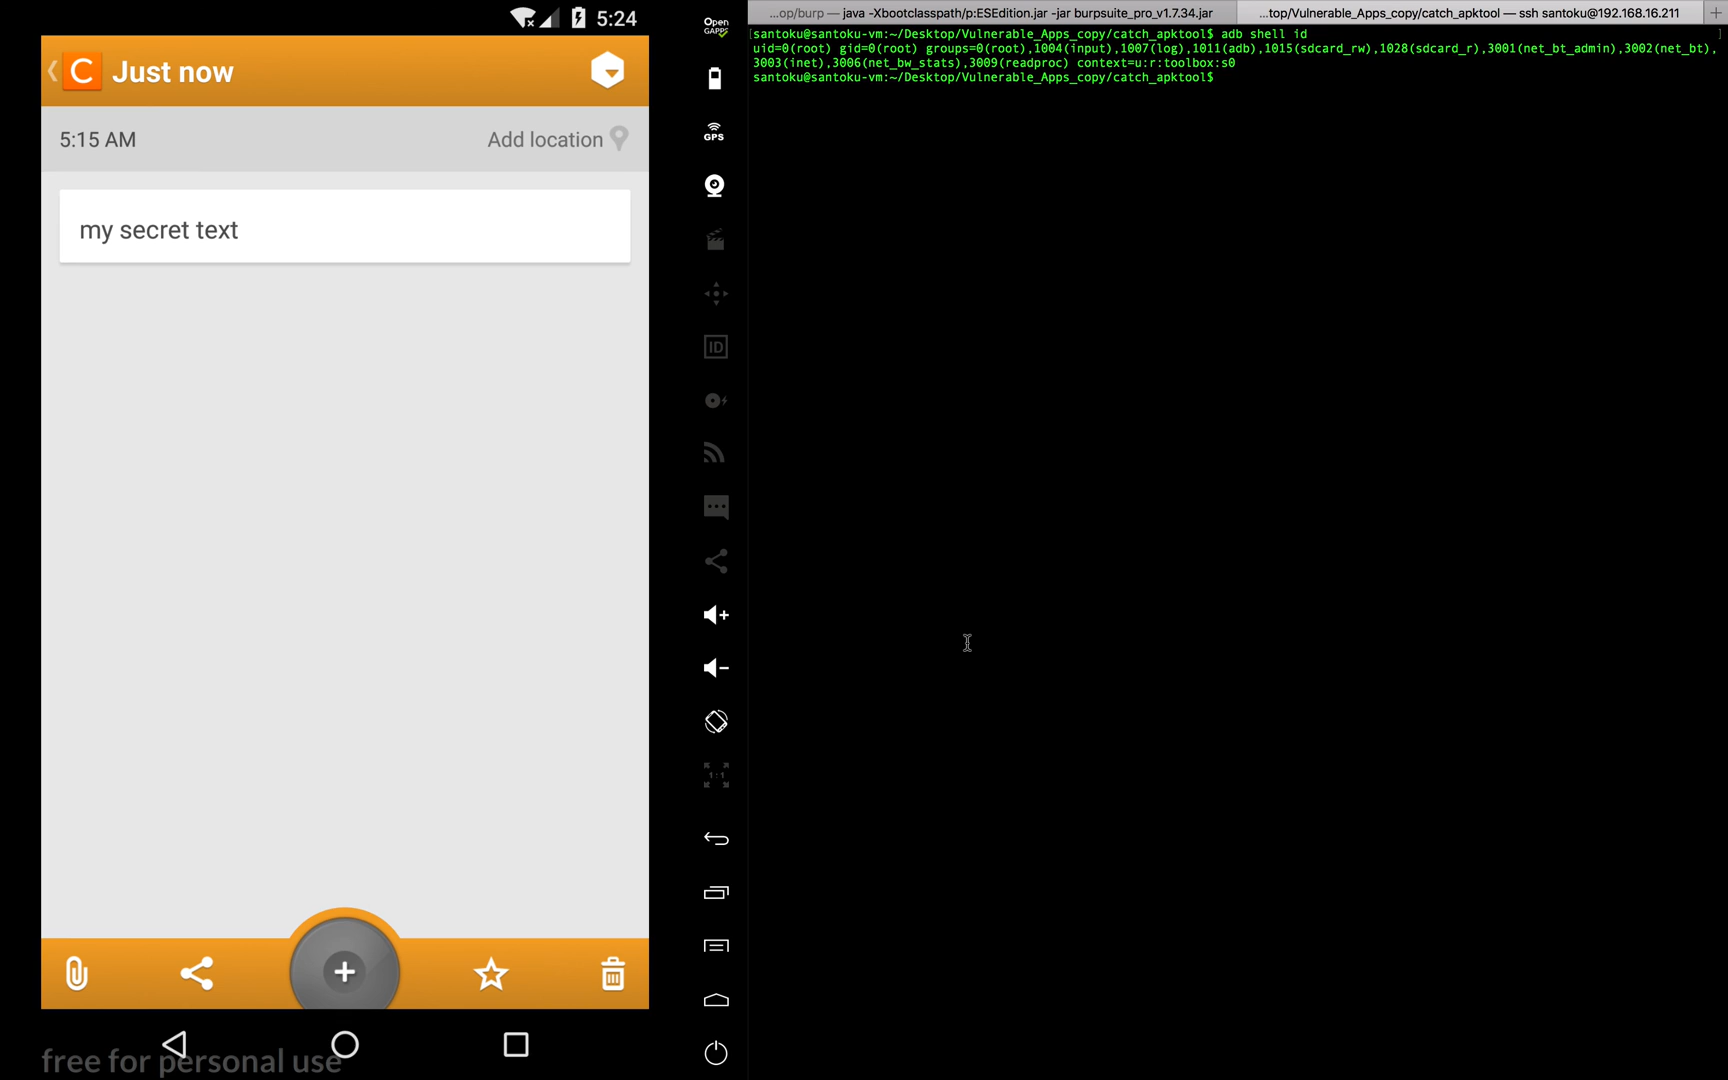 5:24
C Just now
5:15 AM
Add location
my secret text
free for personal use
Open
GAPPS
GPS
ID
1:1
...op/burp — java -Xbootclasspath/p:ESEdition.jar -jar burpsuite_pro_v1.7.34.jar
...top/Vulnerable_Apps_copy/catch_apktool — ssh santoku@192.168.16.211
+
[santoku@santoku-vm:~/Desktop/Vulnerable_Apps_copy/catch_apktool$ adb shell id ]
uid=0(root) gid=0(root) groups=0(root),1004(input),1007(log),1011(adb),1015(sdcard_rw),1028(sdcard_r),3001(net_bt_admin),3002(net_bt),
3003(inet),3006(net_bw_stats),3009(readproc) context=u:r:toolbox:s0
santoku@santoku-vm:~/Desktop/Vulnerable_Apps_copy/catch_apktool$